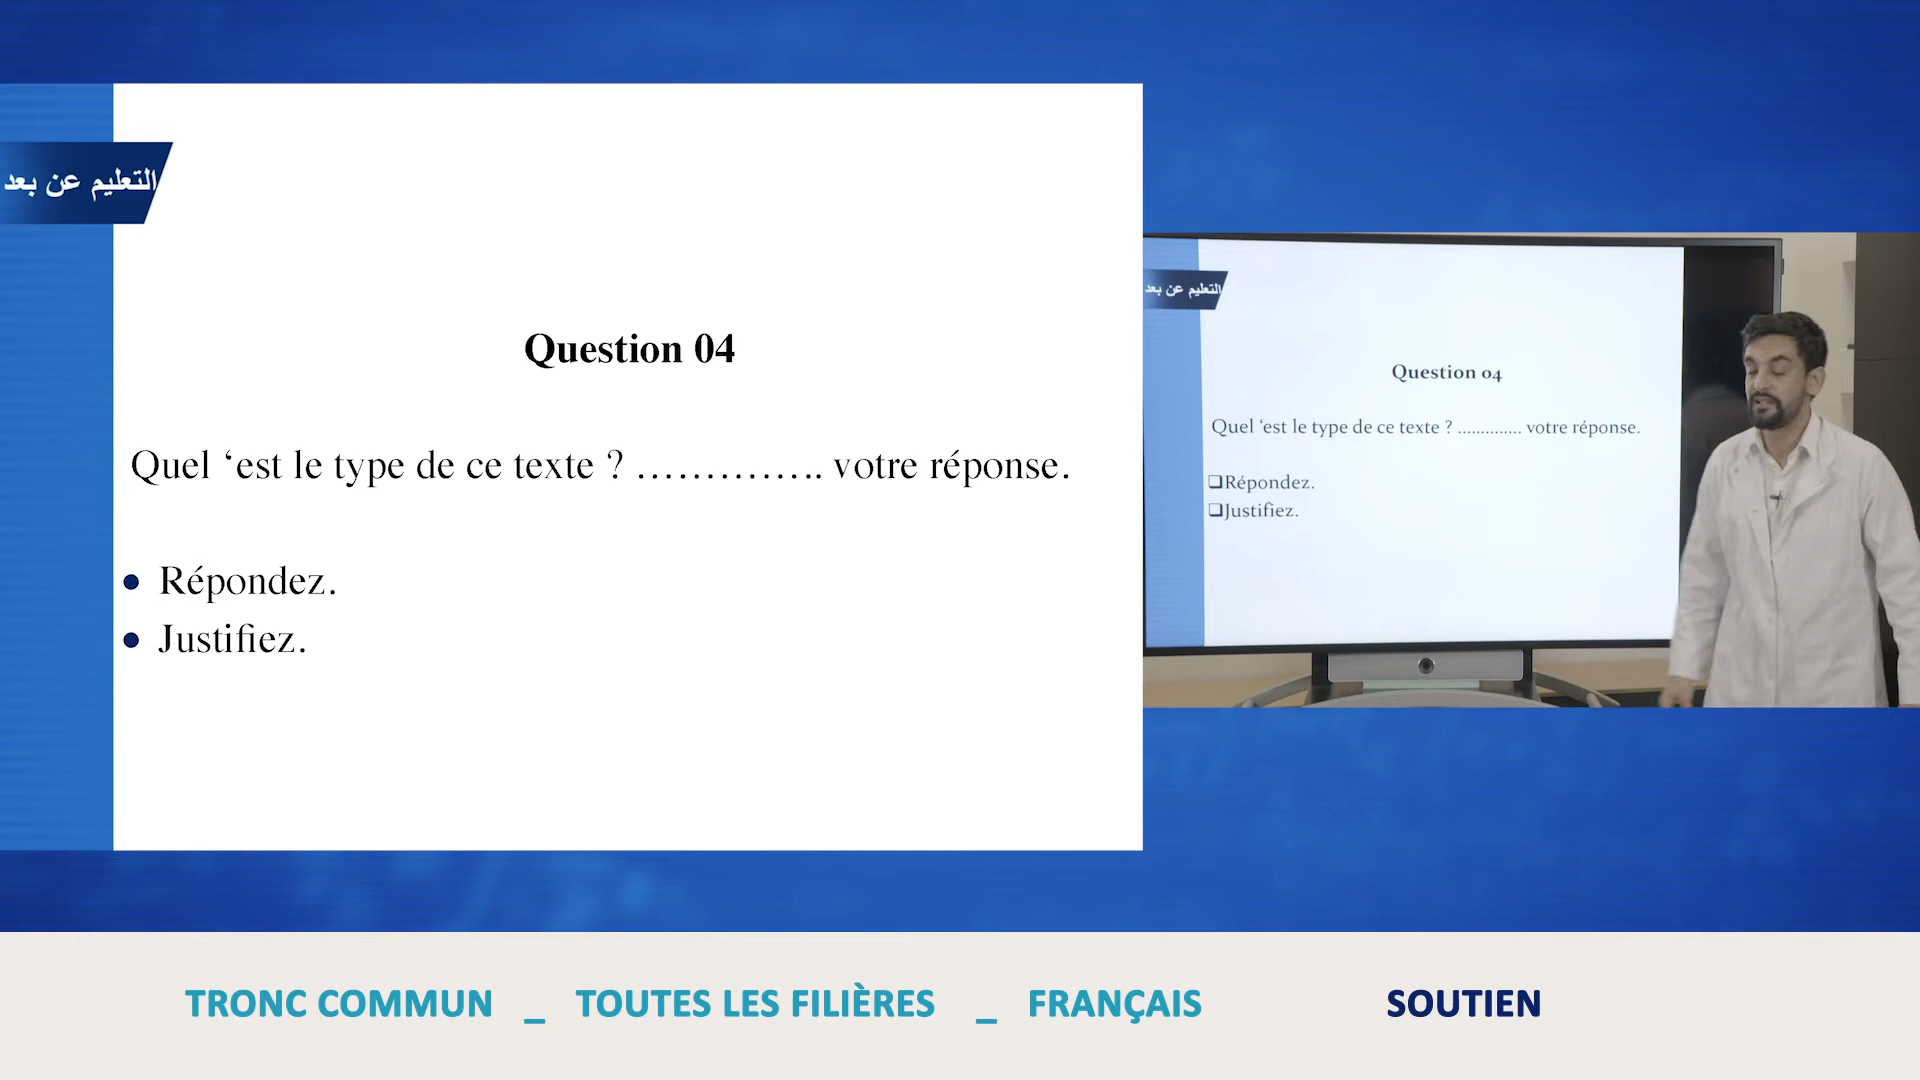 التعليم عن بعد
Question 04
Quel ‘est le type de ce texte ? ………….. votre réponse.
• Répondez.
• Justifiez.
التعليم عن بعد
Question 04
Quel ‘est le type de ce texte ? .............. votre réponse.
❑Répondez.
❑Justifiez.
TRONC COMMUN _ TOUTES LES FILIÈRES _ FRANÇAIS SOUTIEN